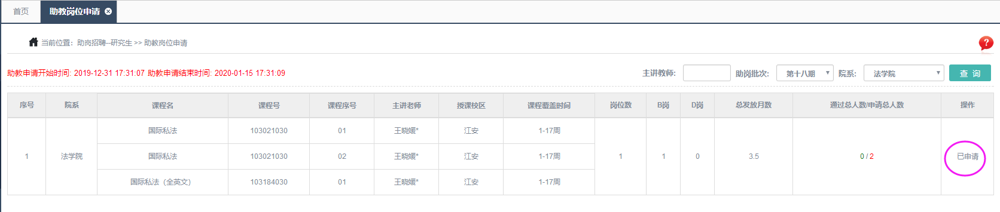 首页 助教岗位申请
当前位置：助岗招聘--研究生 >> 助教岗位申请
?
助教申请开始时间: 2019-12-31 17:31:07 助教申请结束时间: 2020-01-15 17:31:09 主讲教师: 助岗批次: 第十八期 院系: 法学院 查 询
序号 院系 课程名 课程号 课程序号 主讲老师 授课校区 课程覆盖时间 岗位数 B岗 D岗 总发放月数 通过总人数/申请总人数 操作
国际私法 103021030 01 王晓媛* 江安 1-17周
1 法学院 国际私法 103021030 02 王晓媛* 江安 1-17周 1 1 0 3.5 0 / 2 已申请
国际私法（全英文） 103184030 01 王晓媛* 江安 1-17周